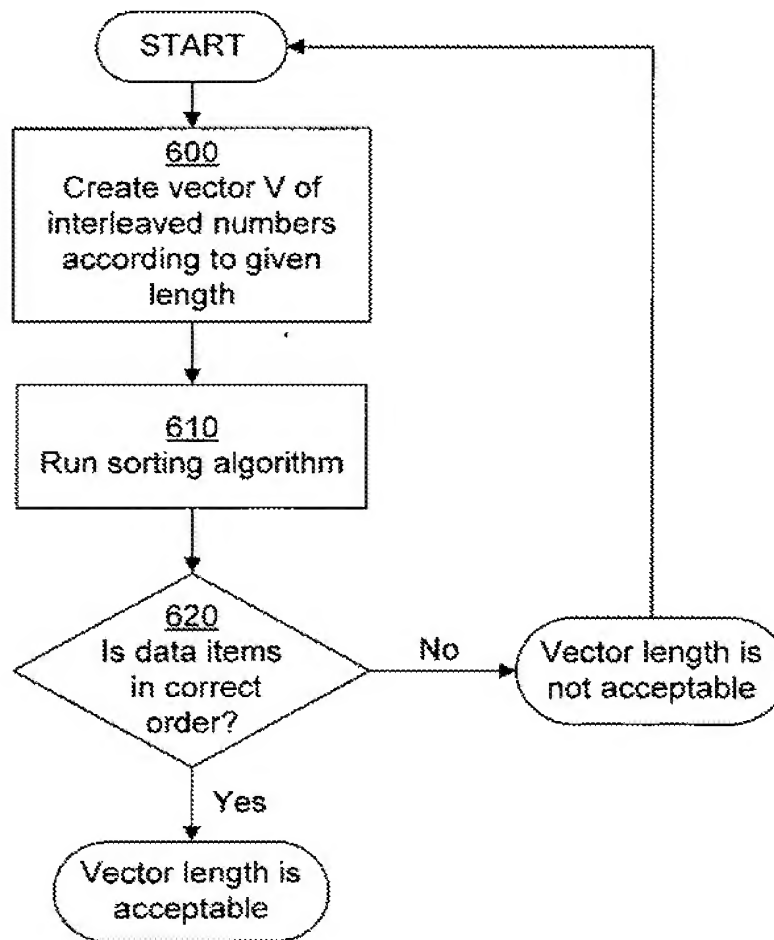 START
600
Create vector V of
interleaved numbers
according to given
length
610
Run sorting algorithm
620
Is data items
in correct
order?
No
Vector length is
not acceptable
Yes
Vector length is
acceptable